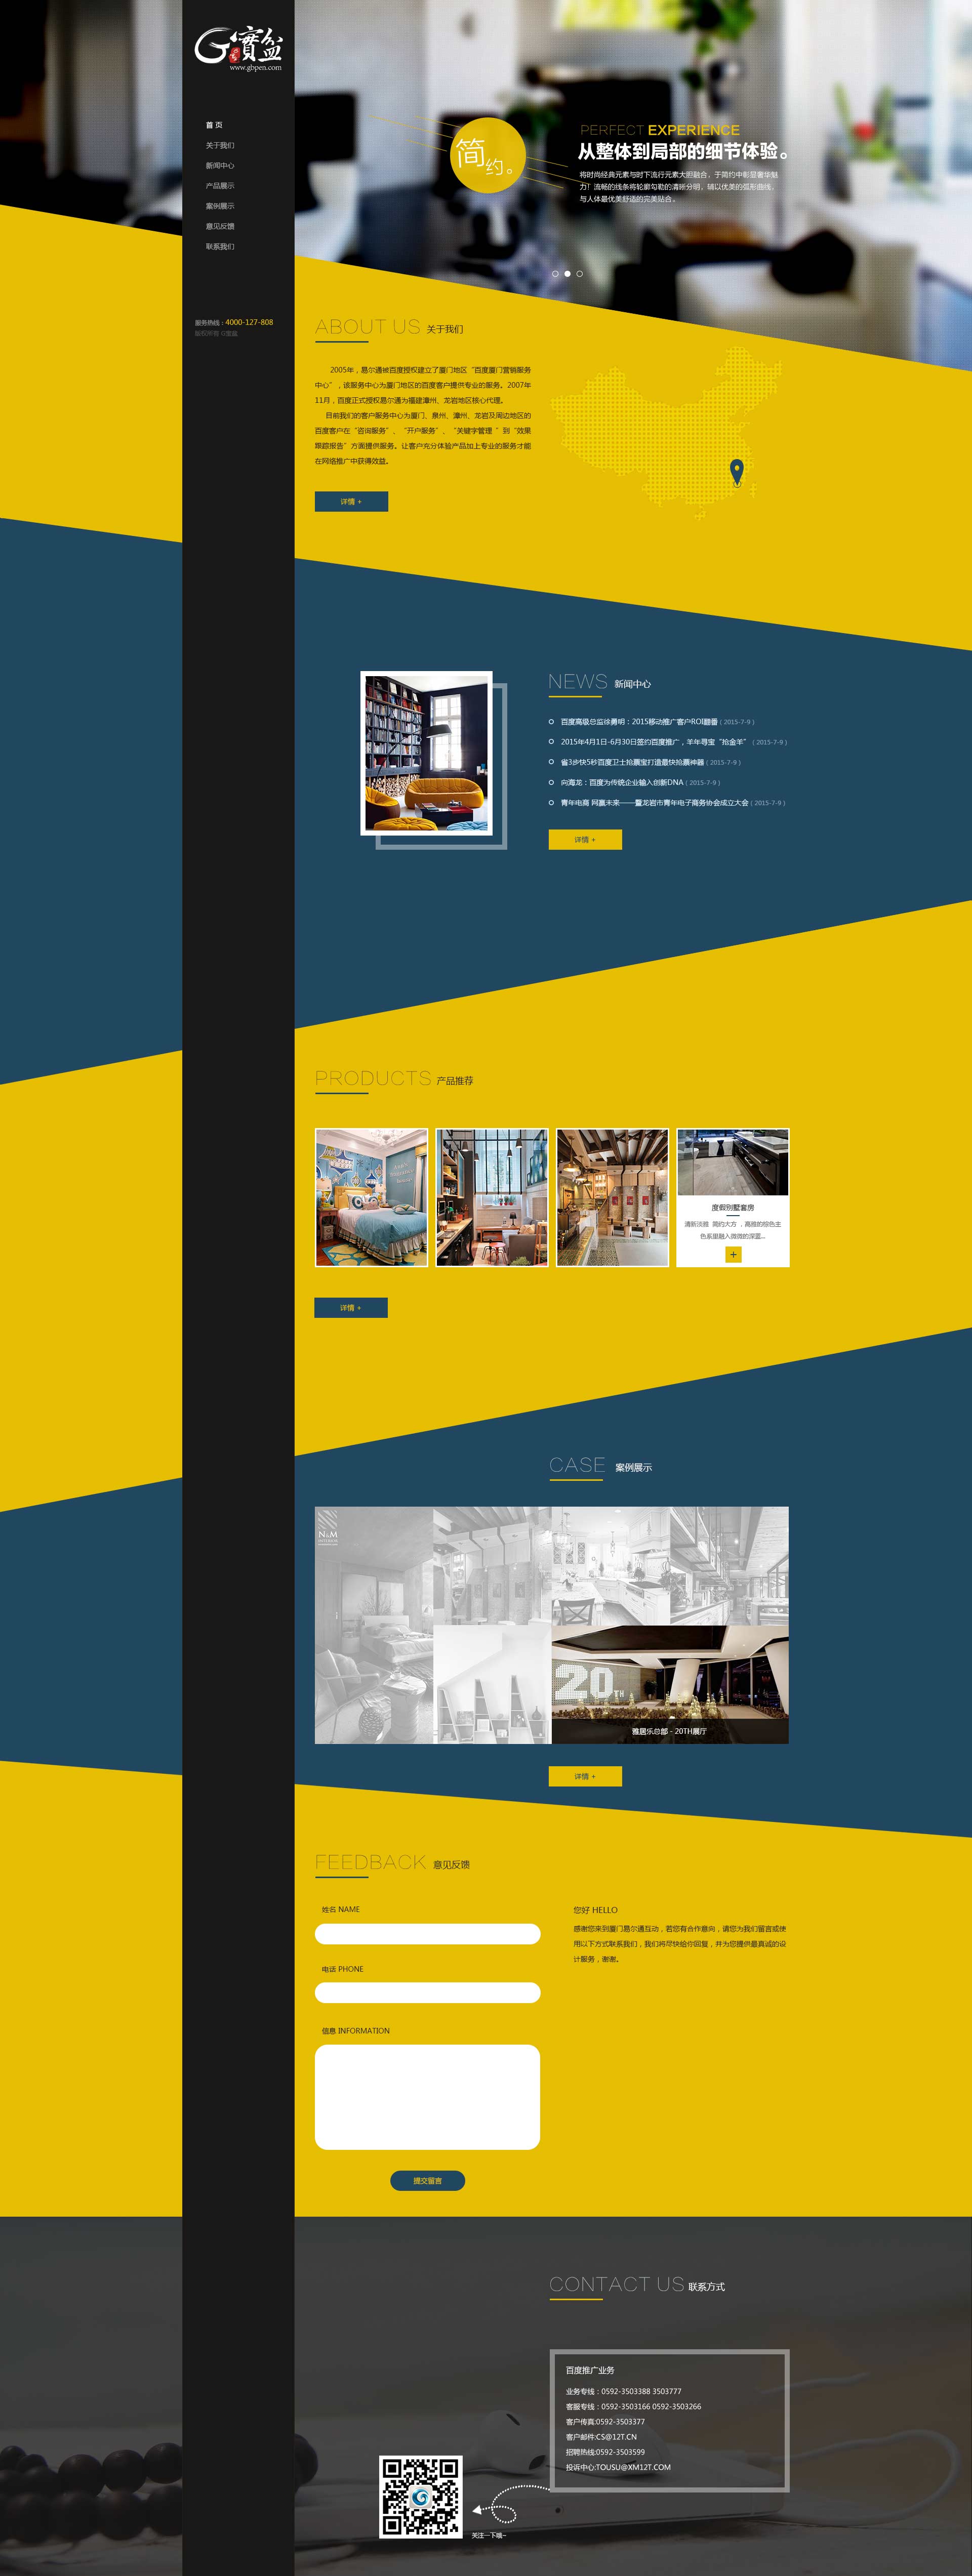 G寶盆
www.gbpen.com
首 页
关于我们
新闻中心
产品展示
案例展示
意见反馈
联系我们
服务热线：4000-127-808
简约。
PERFECT EXPERIENCE
从整体到局部的细节体验。
将时尚经典元素与时下流行元素大胆融合，于简约中彰显奢华魅
力！流畅的线条将轮廓勾勒的清晰分明，辅以优美的弧形曲线，
与人体最优美舒适的完美贴合。
ABOUT US 关于我们
2005年，易尔通被百度授权建立了厦门地区“百度厦门营销服务
中心”，该服务中心为厦门地区的百度客户提供专业的服务。2007年
11月，百度正式授权易尔通为福建漳州、龙岩地区核心代理。
目前我们的客户服务中心为厦门、泉州、漳州、龙岩及周边地区的
百度客户在“咨询服务”、“开户服务”、“关键字管理 ”到“效果
跟踪报告”方面提供服务。让客户充分体验产品加上专业的服务才能
在网络推广中获得效益。
详情 +
NEWS 新闻中心
百度高级总监徐勇明：2015移动推广客户ROI翻番 ( 2015-7-9 )
2015年4月1日-6月30日签约百度推广，羊年寻宝“拾金羊” ( 2015-7-9 )
省3步快5秒百度卫士抢票宝打造最快抢票神器 ( 2015-7-9 )
向海龙：百度为传统企业输入创新DNA ( 2015-7-9 )
青年电商 网赢未来——暨龙岩市青年电子商务协会成立大会 ( 2015-7-9 )
详情 +
PRODUCTS 产品推荐
度假别墅套房
清新淡雅 简约大方 ，高雅的棕色主
色系里融入微微的深蓝...
+
详情 +
CASE 案例展示
N&M
INTERIOR
20TH
雅居乐总部 - 20TH展厅
详情 +
FEEDBACK 意见反馈
姓名 NAME
电话 PHONE
信息 INFORMATION
提交留言
您好 HELLO
感谢您来到厦门易尔通互动，若您有合作意向，请您为我们留言或使
用以下方式联系我们，我们将尽快给你回复，并为您提供最真诚的设
计服务，谢谢。
CONTACT US 联系方式
百度推广业务
业务专线：0592-3503388 3503777
客服专线：0592-3503166 0592-3503266
客户传真:0592-3503377
客户邮件:CS@12T.CN
招聘热线:0592-3503599
投诉中心:TOUSU@XM12T.COM
关注一下哦~